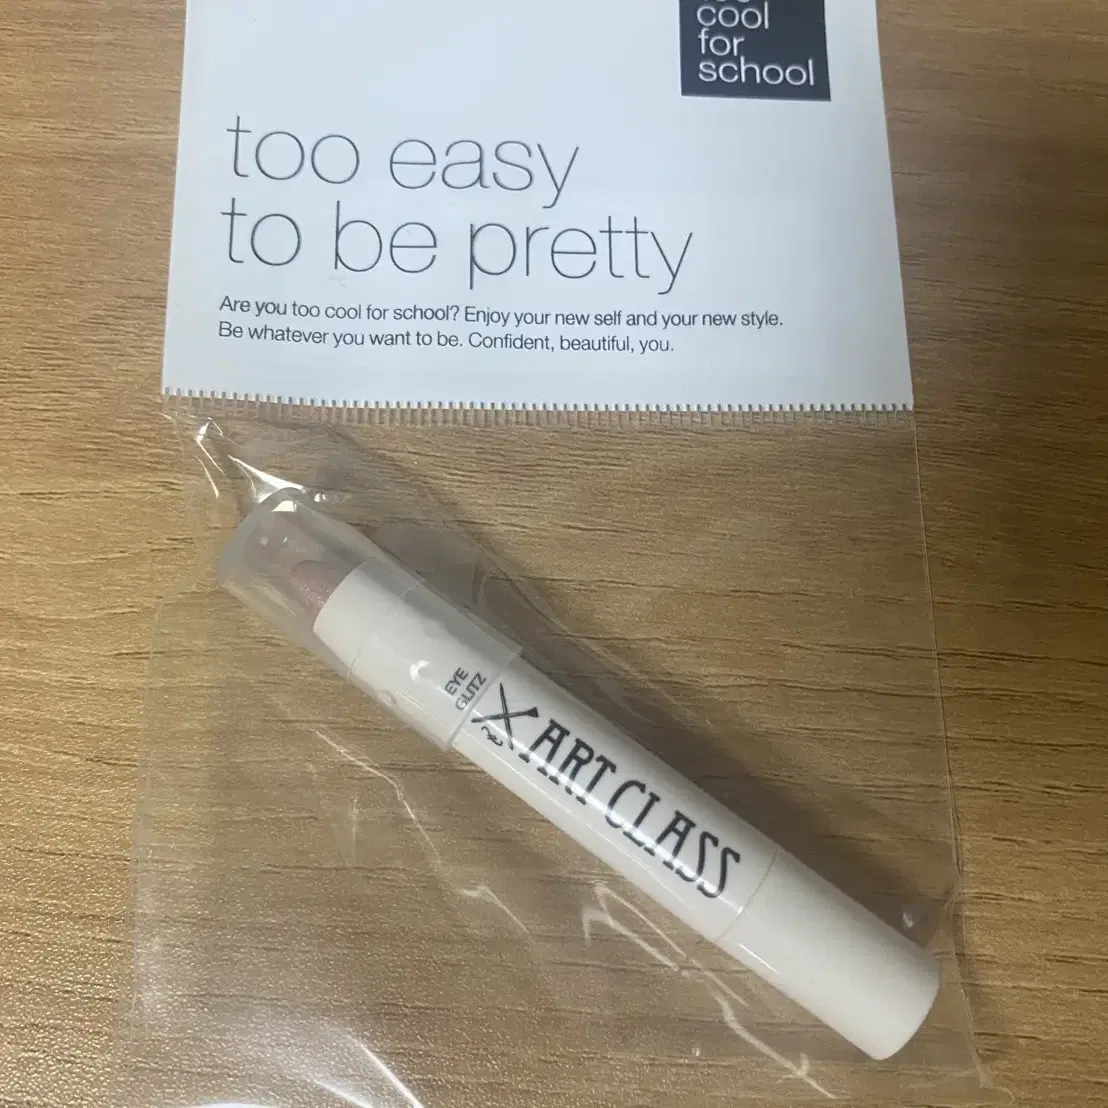 cool
for
school
too easy
to be pretty
Are you too cool for school? Enjoy your new self and your new style.
Be whatever you want to be. Confident, beautiful, you.
EYE
GLITZ
ART CLASS